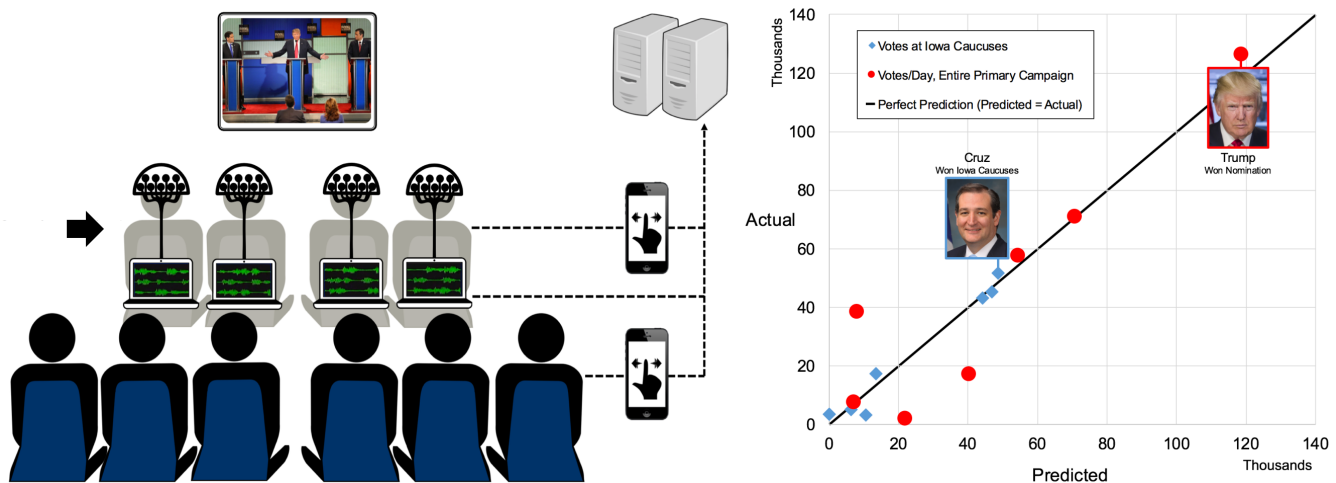 140
120
100
80
60
40
20
0
Thousands
Actual
Votes at Iowa Caucuses
Votes/Day, Entire Primary Campaign
Perfect Prediction (Predicted = Actual)
Cruz
Won Iowa Caucuses
Trump
Won Nomination
0 20 40 60 80 100 120 140
Predicted
Thousands